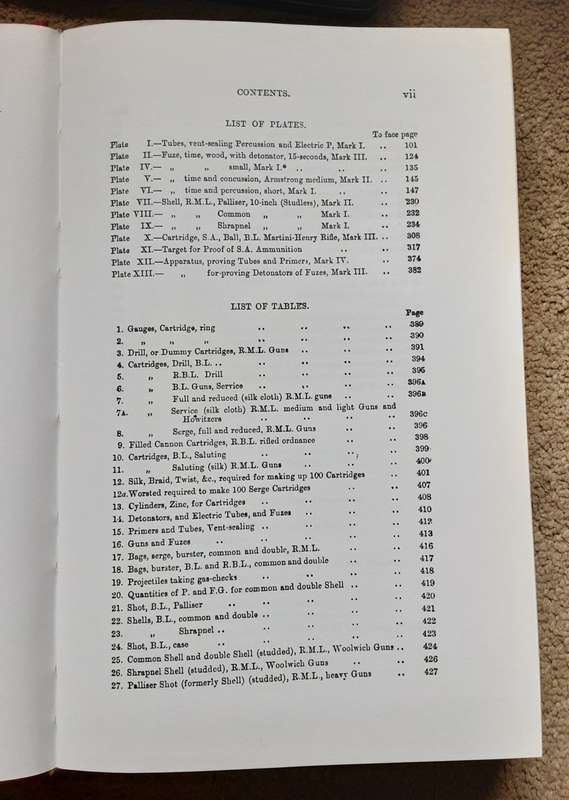 CONTENTS. vii
LIST OF PLATES.
To face page
Plate I.—Tubes, vent-sealing Percussion and Electric P, Mark I. .. 101
Plate II.—Fuze, time, wood, with detonator, 15-seconds, Mark III. .. 124
Plate IV.— „ „ small, Mark I.* .. .. .. 135
Plate V.— „ time and concussion, Armstrong medium, Mark II. .. 145
Plate VI.— „ time and percussion, short, Mark I. .. .. 147
Plate VII.—Shell, R.M.L., Palliser, 10-inch (Studless), Mark II. .. 230
Plate VIII.— „ „ Common „ „ Mark I. .. 232
Plate IX.— „ „ Shrapnel „ „ Mark I. .. 234
Plate X.—Cartridge, S.A., Ball, B.L. Martini-Henry Rifle, Mark III. .. 308
Plate XI.—Target for Proof of S.A. Ammunition .. .. 317
Plate XII.—Apparatus, proving Tubes and Primers, Mark IV. .. 374
Plate XIII.— „ for proving Detonators of Fuzes, Mark III. .. 382
LIST OF TABLES.
Page
1. Gauges, Cartridge, ring .. .. .. .. 389
2. „ „ „ .. .. .. .. 390
3. Drill, or Dummy Cartridges, R.M.L. Guns .. .. .. 391
4. Cartridges, Drill, B.L. .. .. .. .. .. 394
5. „ R.B.L. Drill .. .. .. .. 395
6. „ B.L. Guns, Service .. .. .. .. 396A
7. „ Full and reduced (silk cloth) R.M.L. guns .. .. 396B
7A. „ Service (silk cloth) R.M.L. medium and light Guns and
Howitzers .. .. .. .. 396C
8. „ Serge, full and reduced, R.M.L. Guns .. .. 396
9. Filled Cannon Cartridges, R.B.L. rifled ordnance .. .. 398
10. Cartridges, B.L., Saluting .. .. .. .. 399
11. „ Saluting (silk) R.M.L. Guns .. .. .. 400
12. Silk, Braid, Twist, &c., required for making up 100 Cartridges .. 401
12a. Worsted required to make 100 Serge Cartridges .. .. 407
13. Cylinders, Zinc, for Cartridges .. .. .. .. 408
14. Detonators, and Electric Tubes, and Fuzes .. .. .. 410
15. Primers and Tubes, Vent-sealing .. .. .. .. 412
16. Guns and Fuzes .. .. .. .. .. 413
17. Bags, serge, burster, common and double, R.M.L. .. .. 416
18. Bags, burster, B.L. and R.B.L., common and double .. .. 417
19. Projectiles taking gas-checks .. .. .. .. 418
20. Quantities of P. and F.G. for common and double Shell .. .. 419
21. Shot, B.L., Palliser .. .. .. .. 420
22. Shells, B.L., common and double .. .. .. .. 421
23. „ Shrapnel .. .. .. .. .. 422
24. Shot, B.L., case .. .. .. .. .. 423
25. Common Shell and double Shell (studded), R.M.L., Woolwich Guns .. 424
26. Shrapnel Shell (studded), R.M.L., Woolwich Guns .. .. 426
27. Palliser Shot (formerly Shell) (studded), R.M.L., heavy Guns .. 427